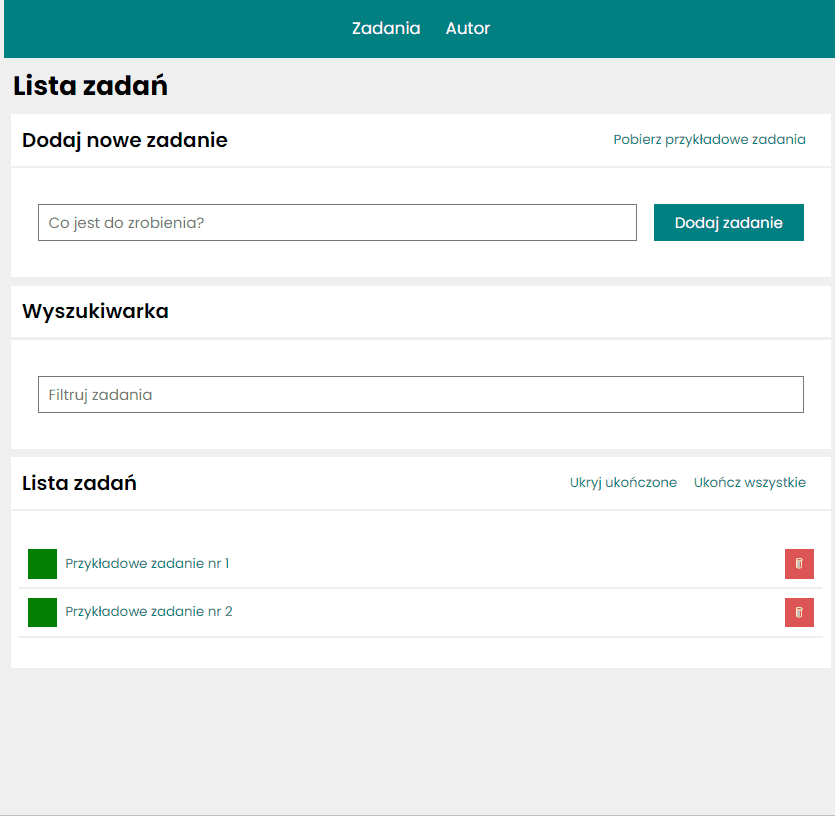 Zadania Autor
Lista zadań
Dodaj nowe zadanie Pobierz przykładowe zadania
Co jest do zrobienia? Dodaj zadanie
Wyszukiwarka
Filtruj zadania
Lista zadań Ukryj ukończone Ukończ wszystkie
Przykładowe zadanie nr 1
Przykładowe zadanie nr 2